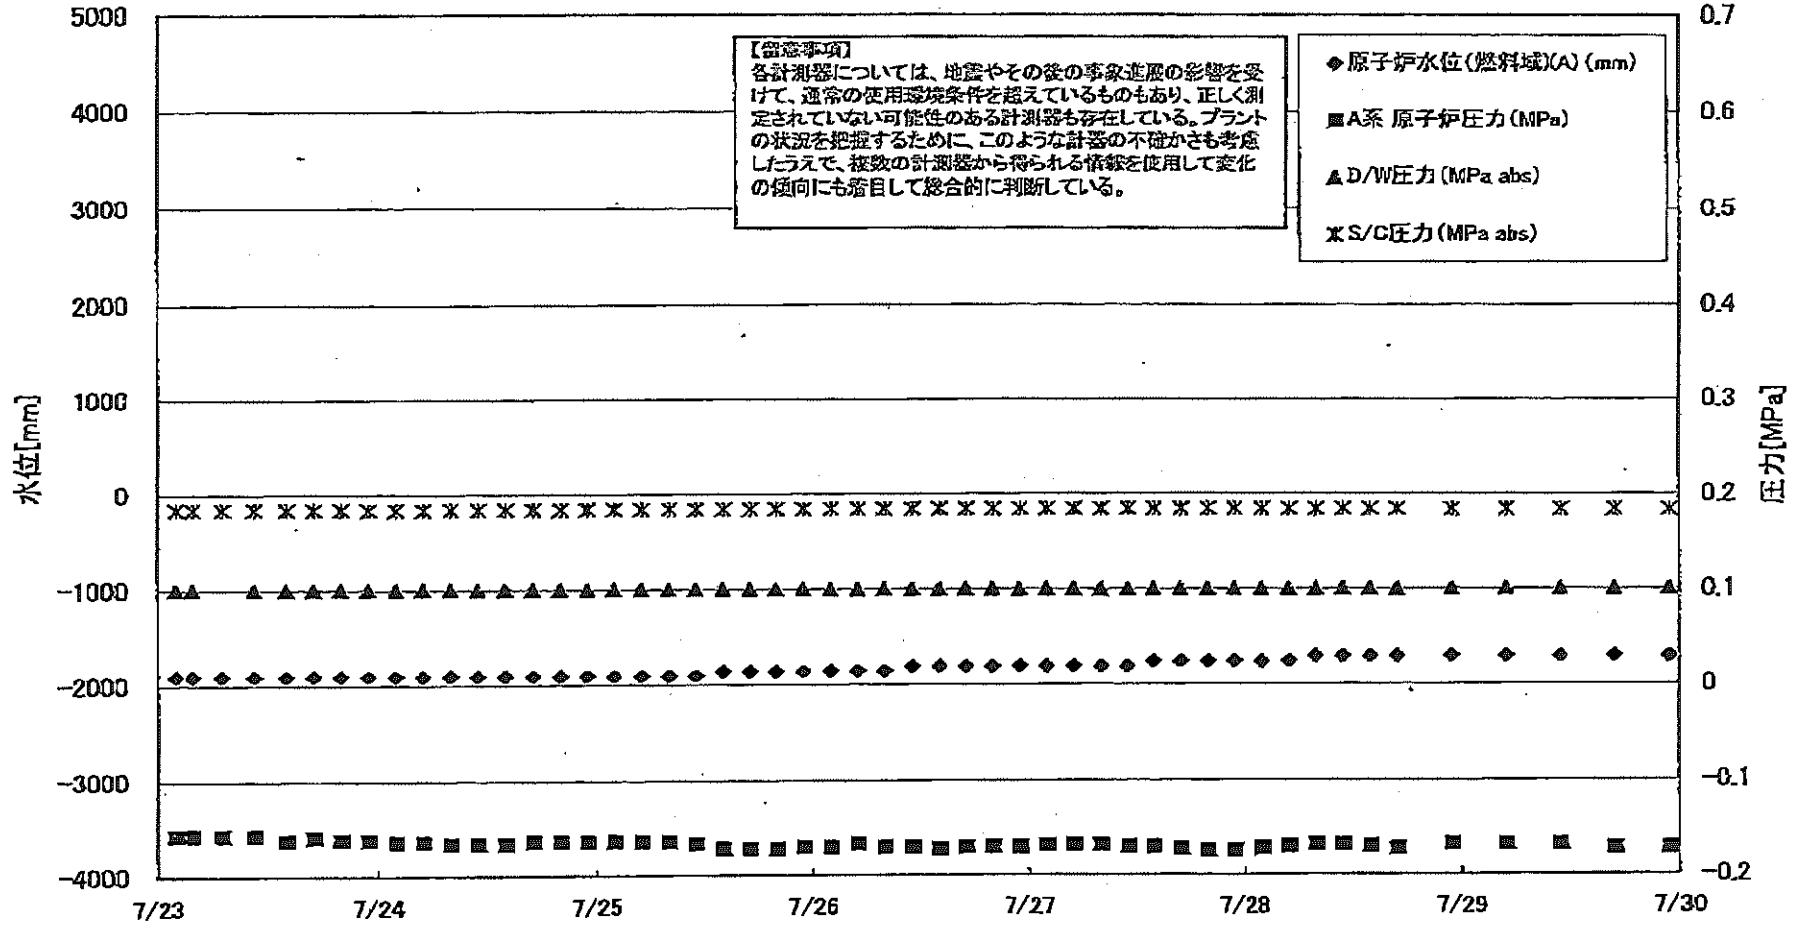 5000
4000
3000
2000
1000
0
-1000
-2000
-3000
-4000
水位[mm]
【留意事項】
各計測器については、地震やその後の事象進展の影響を受
けて、通常の使用環境条件を超えているものもあり、正しく測
定されていない可能性のある計測器も存在している。プラント
の状況を把握するために、このような計器の不確かさも考慮
したうえで、複数の計測器から得られる情報を使用して変化
の傾向にも着目して総合的に判断している。
原子炉水位(燃料域)(A) (mm)
A系 原子炉圧力(MPa)
D/W圧力(MPa abs)
S/C圧力(MPa abs)
0.7
0.6
0.5
0.4
0.3
0.2
0.1
0
-0.1
-0.2
圧力[MPa]
7/23
7/24
7/25
7/26
7/27
7/28
7/29
7/30